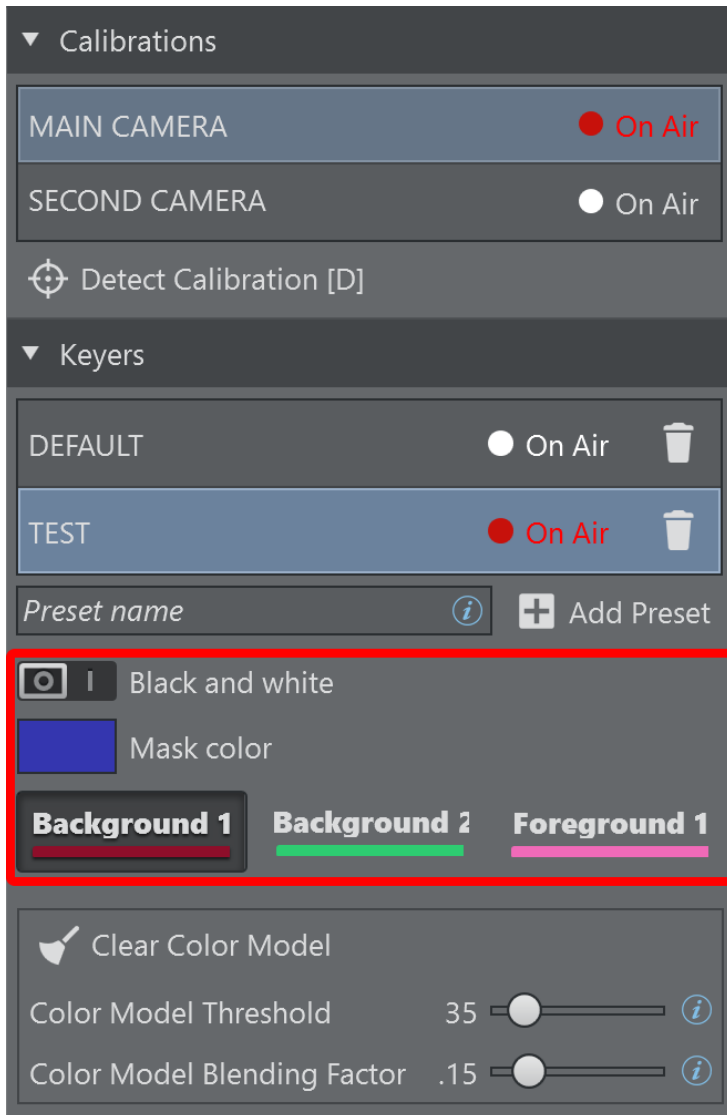 Calibrations
MAIN CAMERA On Air
SECOND CAMERA On Air
Detect Calibration [D]
Keyers
DEFAULT On Air
TEST On Air
Preset name i Add Preset
O I Black and white
Mask color
Background 1 Background 2 Foreground 1
Clear Color Model
Color Model Threshold 35 i
Color Model Blending Factor .15 i